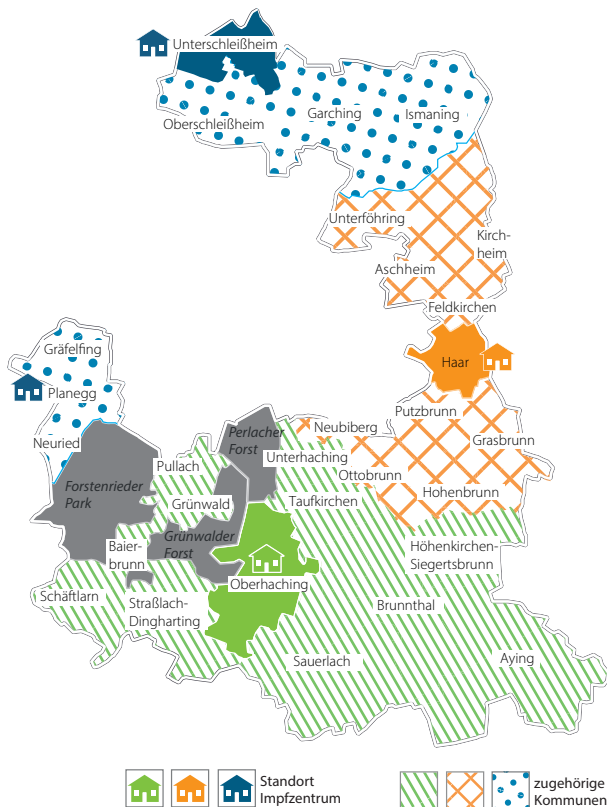 Unterschleißheim
Oberschleißheim
Garching
Ismaning
Unterföhring
Kirch-
heim
Aschheim
Feldkirchen
Haar
Gräfelfing
Planegg
Neuried
Putzbrunn
Grasbrunn
Neubiberg
Ottobrunn
Hohenbrunn
Perlacher
Forst
Unterhaching
Pullach
Forstenrieder
Park
Grünwald
Taufkirchen
Grünwalder
Forst
Baier-
brunn
Höhenkirchen-
Siegertsbrunn
Oberhaching
Schäftlarn
Straßlach-
Dingharting
Brunnthal
Sauerlach
Aying
Standort
Impfzentrum
zugehörige
Kommunen